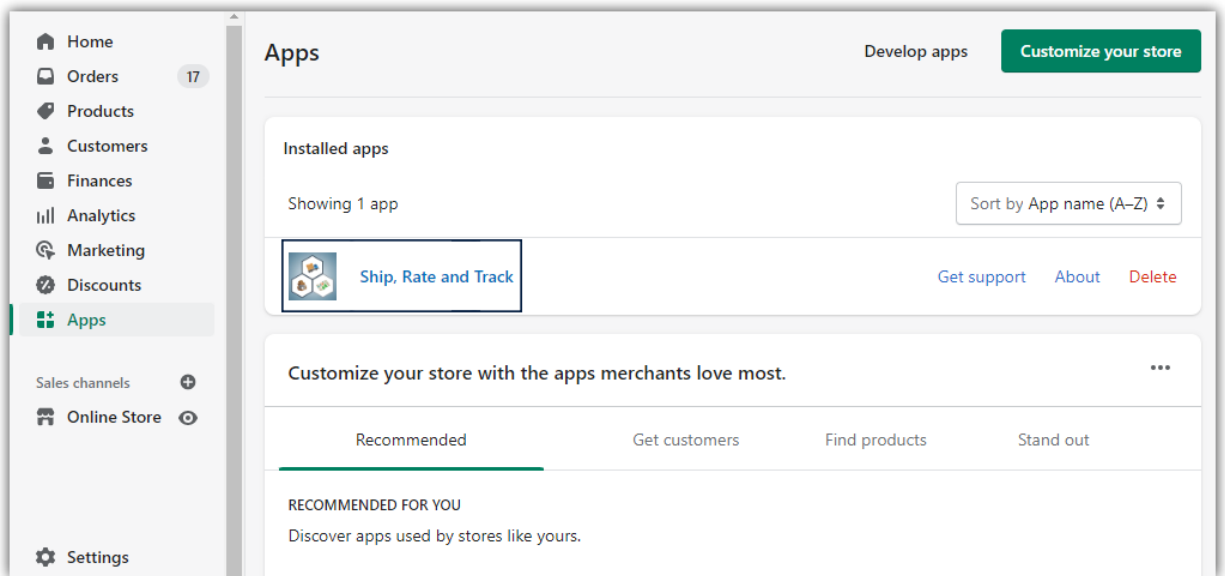 Home
Orders 17
Products
Customers
Finances
Analytics
Marketing
Discounts
Apps
Sales channels
Online Store
Settings
Apps
Develop apps
Customize your store
Installed apps
Showing 1 app
Sort by App name (A–Z)
Ship, Rate and Track
Get support
About
Delete
Customize your store with the apps merchants love most.
Recommended
Get customers
Find products
Stand out
RECOMMENDED FOR YOU
Discover apps used by stores like yours.